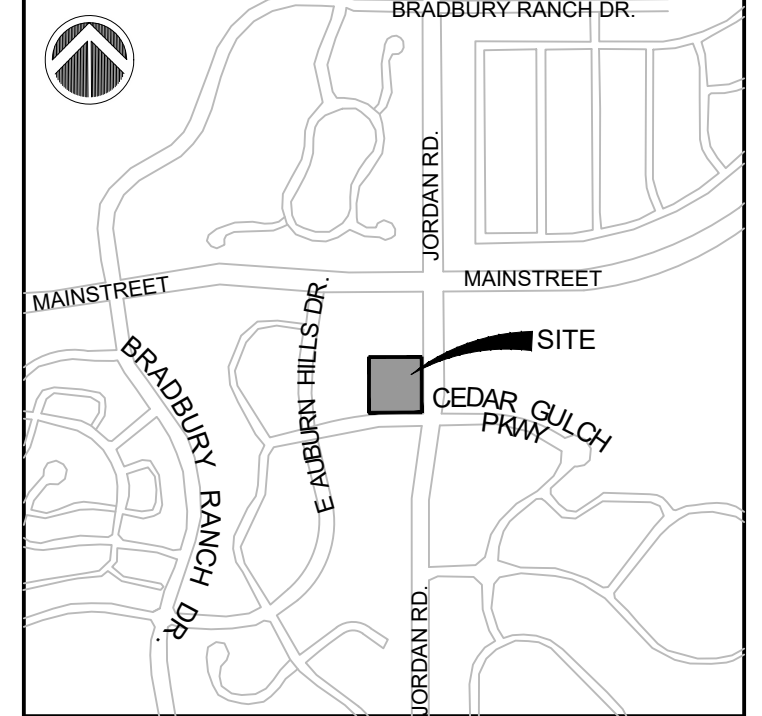 BRADBURY RANCH DR.
JORDAN RD.
MAINSTREET
MAINSTREET
E AUBURN HILLS DR.
SITE
BRADBURY RANCH DR.
CEDAR GULCH
PKWY
JORDAN RD.